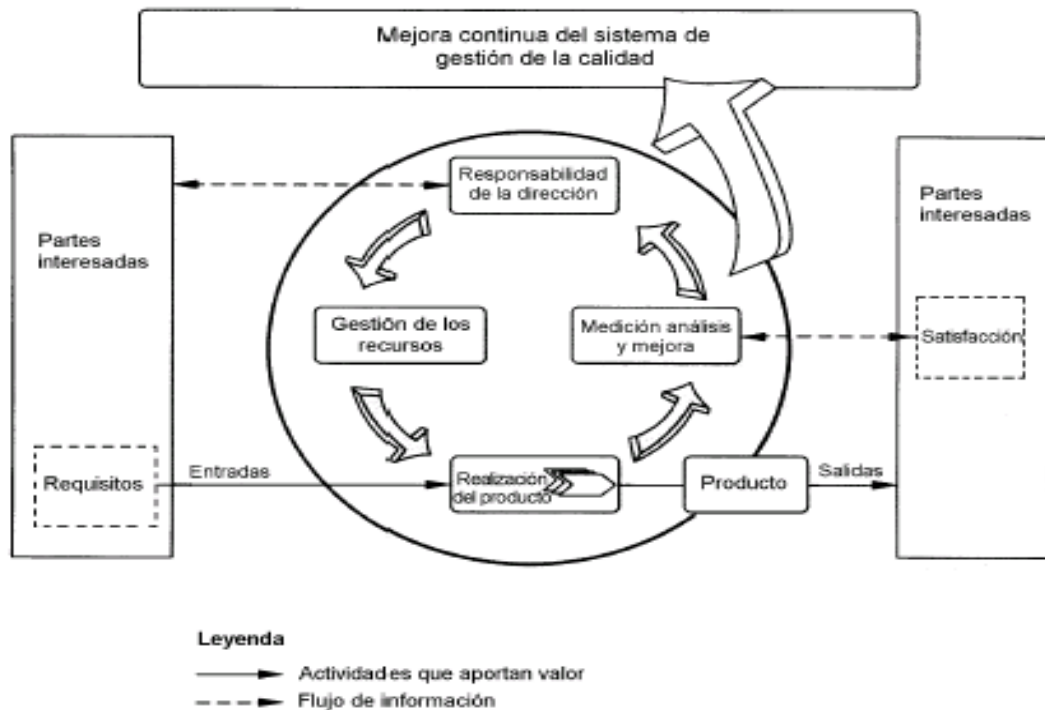 Mejora continua del sistema de
gestión de la calidad
Responsabilidad
de la dirección
Partes
interesadas
Partes
interesadas
Gestión de los
recursos
Medición análisis
y mejora
Satisfacción
Requisitos
Entradas
Realización
del producto
Producto
Salidas
Leyenda
Actividades que aportan valor
Flujo de información